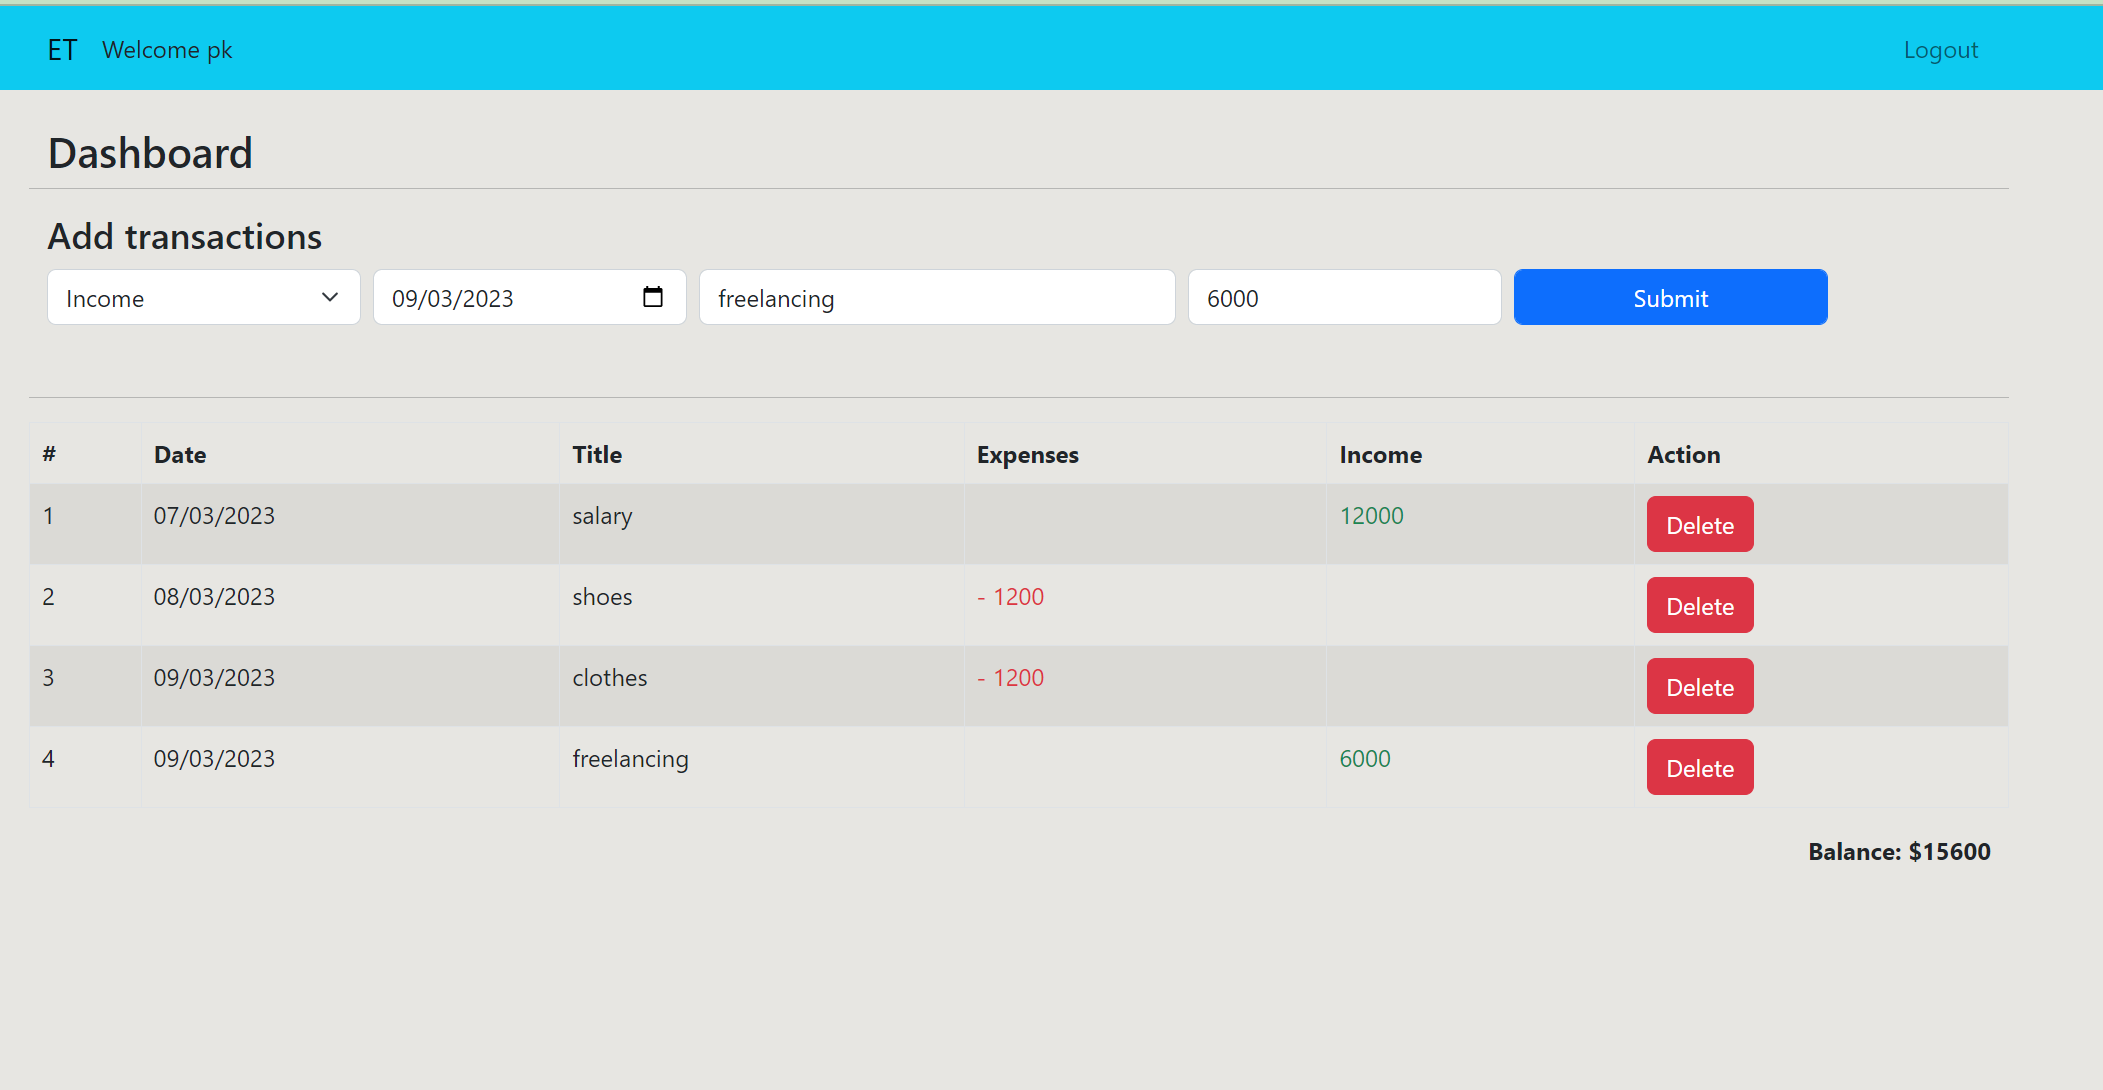 ET Welcome pk Logout
Dashboard
Add transactions
Income 09/03/2023 freelancing 6000 Submit
# Date Title Expenses Income Action
1 07/03/2023 salary 12000 Delete
2 08/03/2023 shoes - 1200 Delete
3 09/03/2023 clothes - 1200 Delete
4 09/03/2023 freelancing 6000 Delete
Balance: $15600